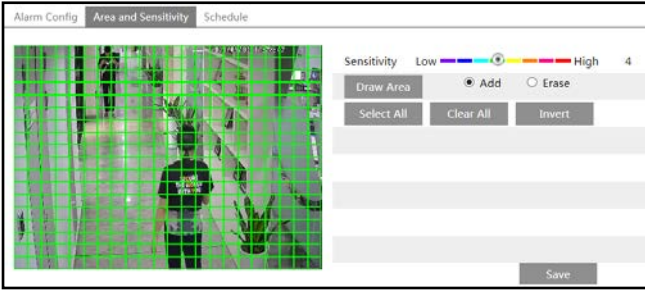 Alarm Config Area and Sensitivity Schedule
Sensitivity Low High 4
Draw Area Add Erase
Select All Clear All Invert
Save